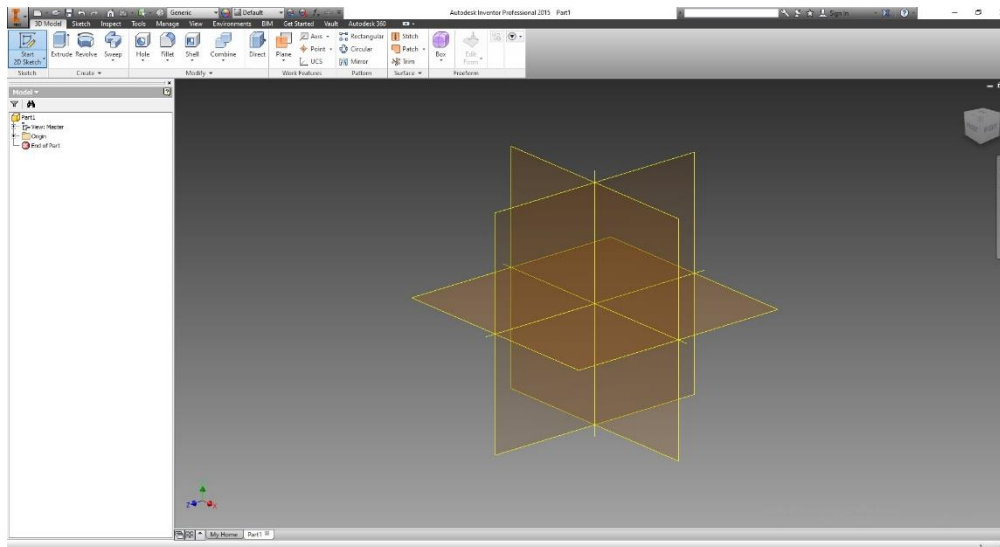 Generic Default Autodesk Inventor Professional 2015 Part1 Sign In
3D Model Sketch Inspect Tools Manage View Environments BIM Get Started Vault Autodesk 360
Start 2D Sketch Extrude Revolve Sweep Hole Fillet Shell Combine Direct Plane Axis Point UCS Rectangular Circular Mirror Stitch Patch Trim Box Edit Form
Sketch Create Modify Work Features Pattern Surface Freeform
Model
Part1
View: Master
Origin
End of Part
Z X
My Home Part1